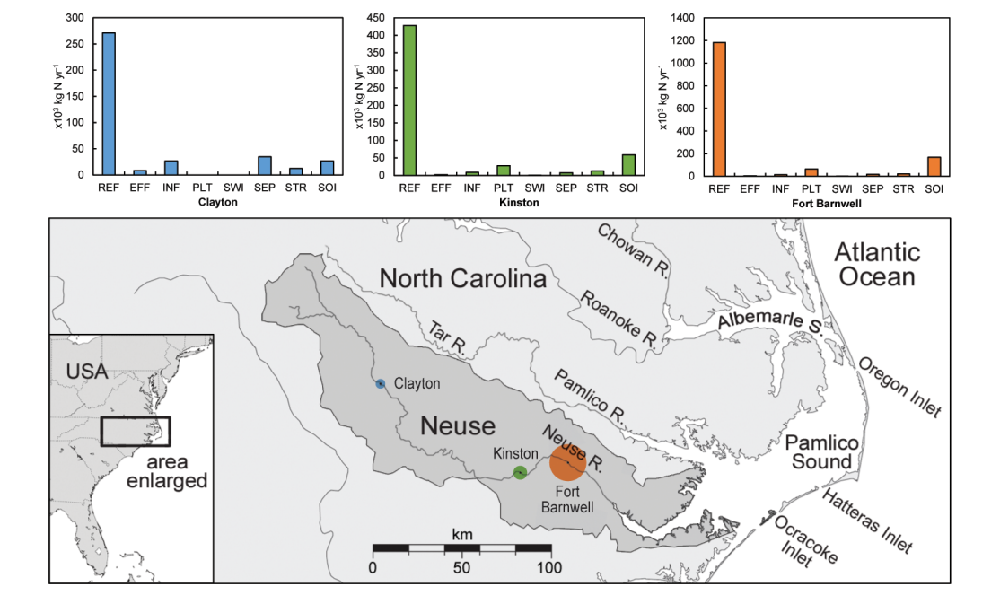 300
250
200
150
100
50
0
x10³ kg N yr⁻¹
REF EFF INF PLT SWI SEP STR SOI
Clayton
450
400
350
300
250
200
150
100
50
0
x10³ kg N yr⁻¹
REF EFF INF PLT SWI SEP STR SOI
Kinston
1400
1200
1000
800
600
400
200
0
x10³ kg N yr⁻¹
REF EFF INF PLT SWI SEP STR SOI
Fort Barnwell
North Carolina
Chowan R.
Atlantic
Ocean
Roanoke R.
Albemarle S.
Tar R.
USA
area
enlarged
Clayton
Pamlico R.
Oregon Inlet
Neuse
Neuse R.
Kinston
Fort
Barnwell
Pamlico
Sound
Hatteras Inlet
Ocracoke
Inlet
km
0 50 100